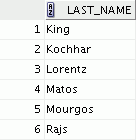 LAST_NAME
1 King
2 Kochhar
3 Lorentz
4 Matos
5 Mourgos
6 Rajs